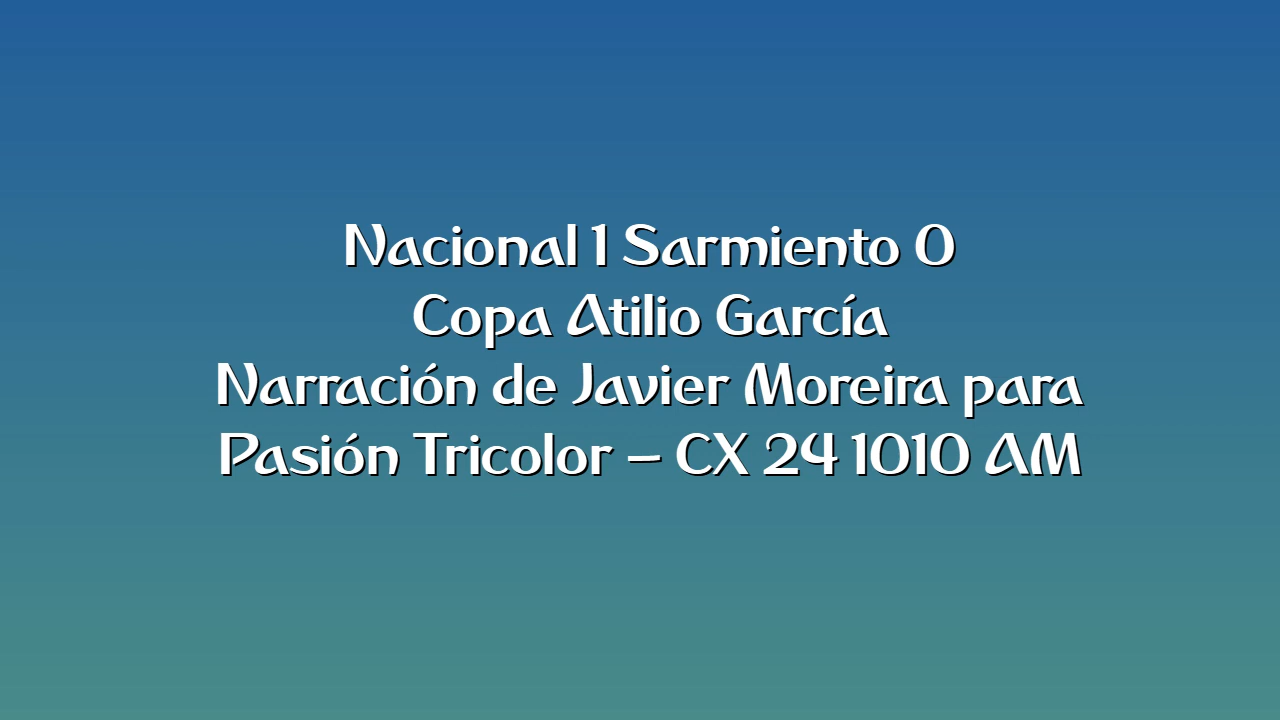 Nacional 1 Sarmiento 0
Copa Atilio García
Narración de Javier Moreira para
Pasión Tricolor – CX 24 1010 AM